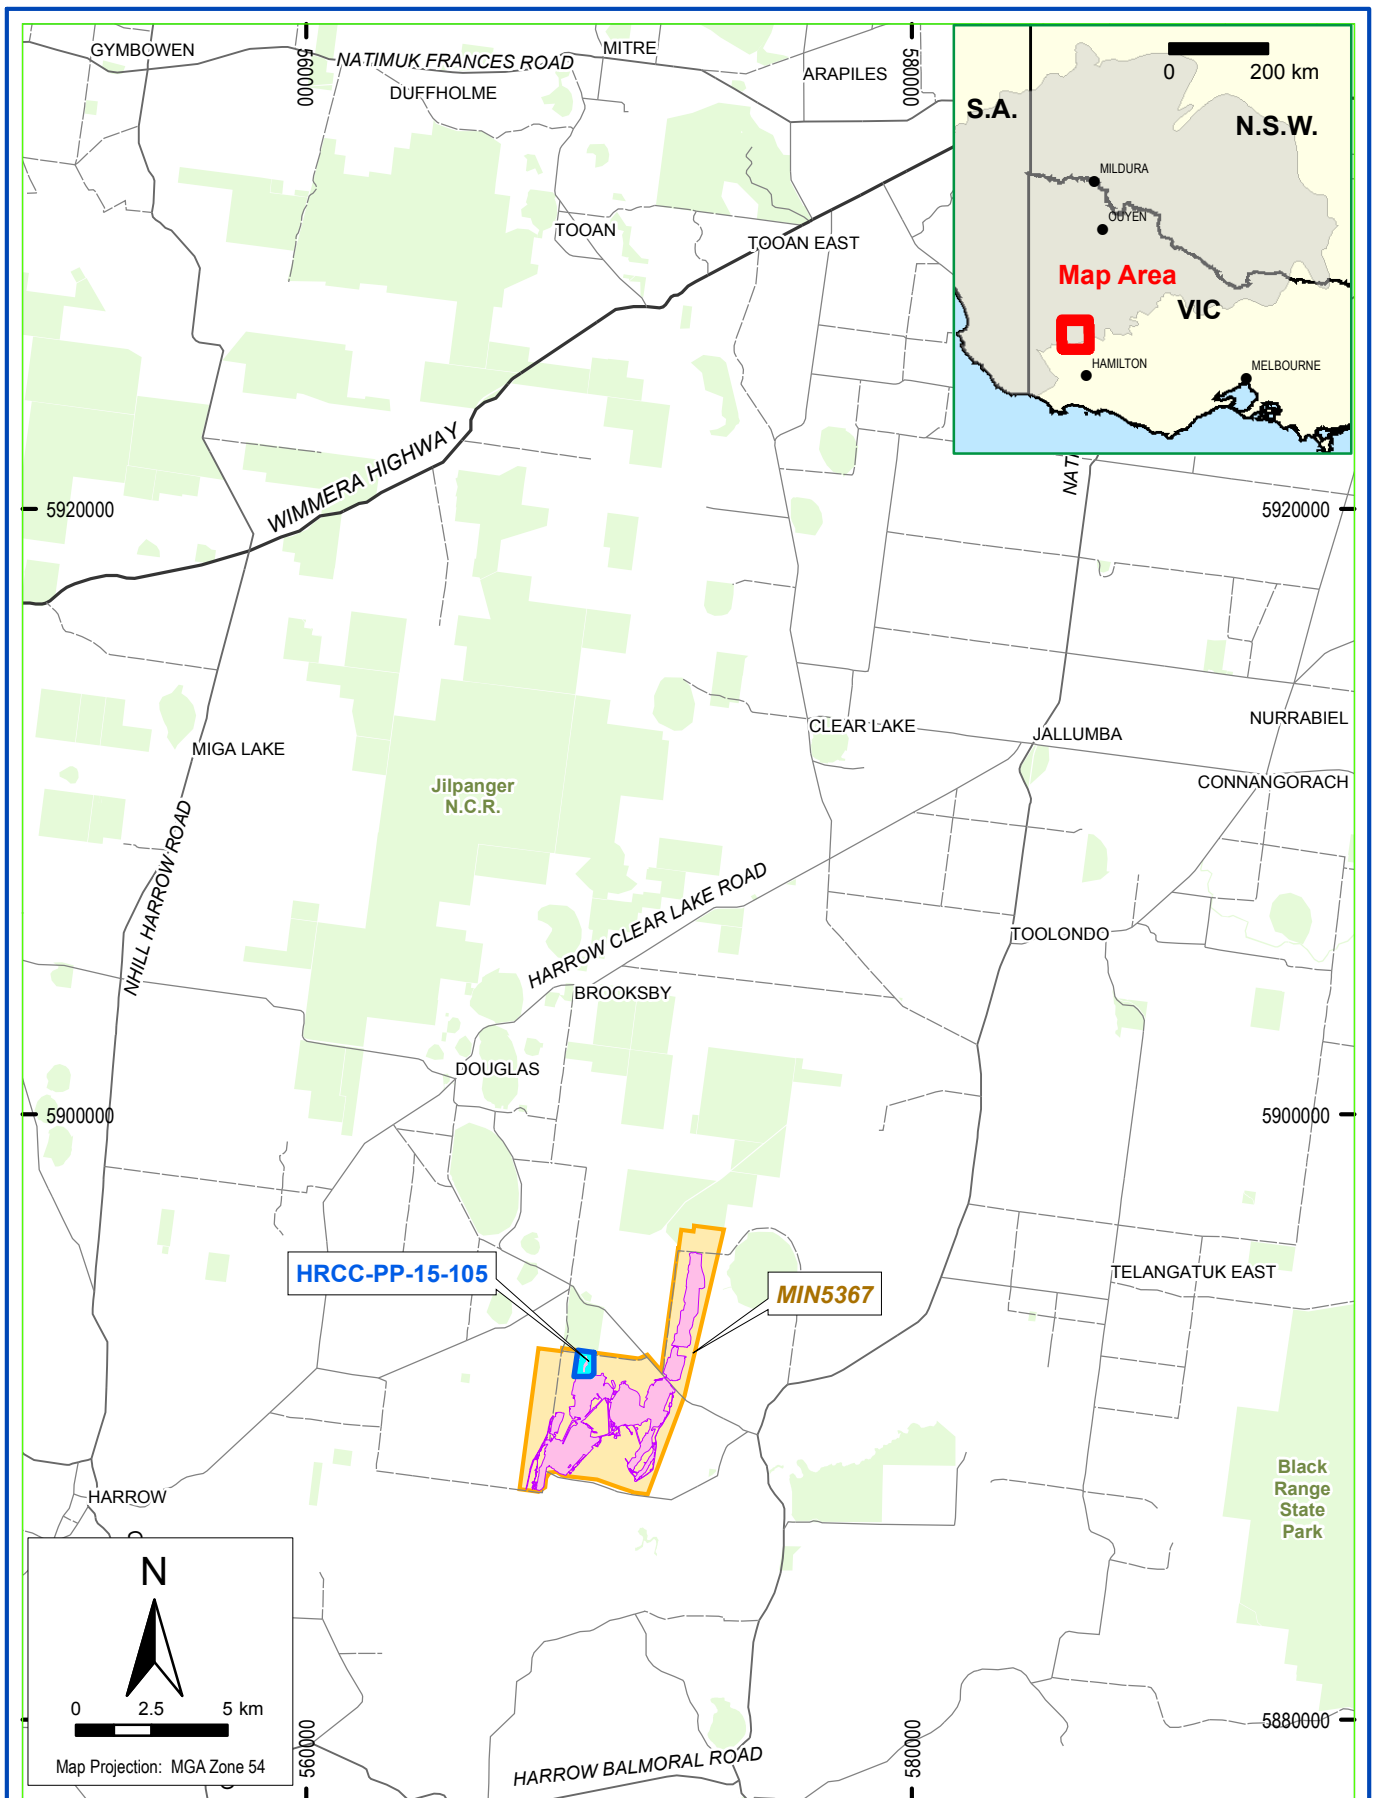 GYMBOWEN
560000
NATIMUK FRANCES ROAD
MITRE
DUFFHOLME
ARAPILES
580000
0 200 km
S.A.
N.S.W.
MILDURA
OUYEN
Map Area
VIC
HAMILTON
MELBOURNE
TOOAN
TOOAN EAST
WIMMERA HIGHWAY
NATI
5920000
5920000
CLEAR LAKE
JALLUMBA
NURRABIEL
MIGA LAKE
CONNANGORACH
Jilpanger
N.C.R.
NHILL HARROW ROAD
HARROW CLEAR LAKE ROAD
TOOLONDO
BROOKSBY
DOUGLAS
5900000
5900000
HRCC-PP-15-105
MIN5367
TELANGATUK EAST
HARROW
Black
Range
State
Park
N
0 2.5 5 km
Map Projection: MGA Zone 54
560000
580000
5880000
HARROW BALMORAL ROAD